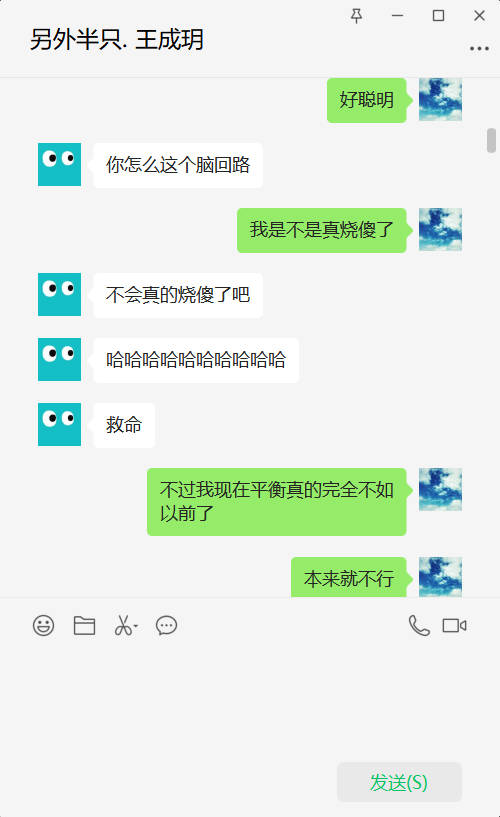 另外半只. 王成玥
好聪明
你怎么这个脑回路
我是不是真烧傻了
不会真的烧傻了吧
哈哈哈哈哈哈哈哈哈哈
救命
不过我现在平衡真的完全不如
以前了
本来就不行
发送(S)